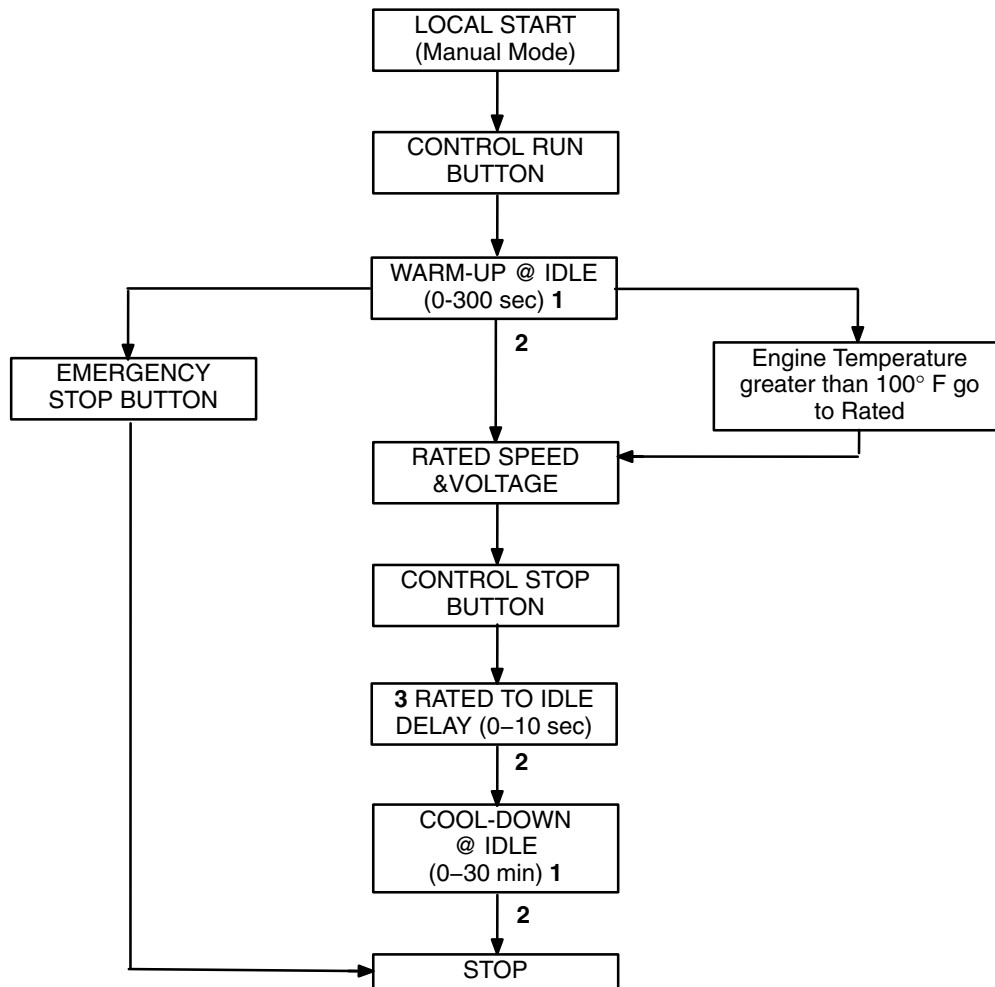 LOCAL START
(Manual Mode)
CONTROL RUN
BUTTON
WARM-UP @ IDLE
(0-300 sec) 1
2
EMERGENCY
STOP BUTTON
Engine Temperature
greater than 100° F go
to Rated
RATED SPEED
&VOLTAGE
CONTROL STOP
BUTTON
3 RATED TO IDLE
DELAY (0–10 sec)
2
COOL-DOWN
@ IDLE
(0–30 min) 1
2
STOP